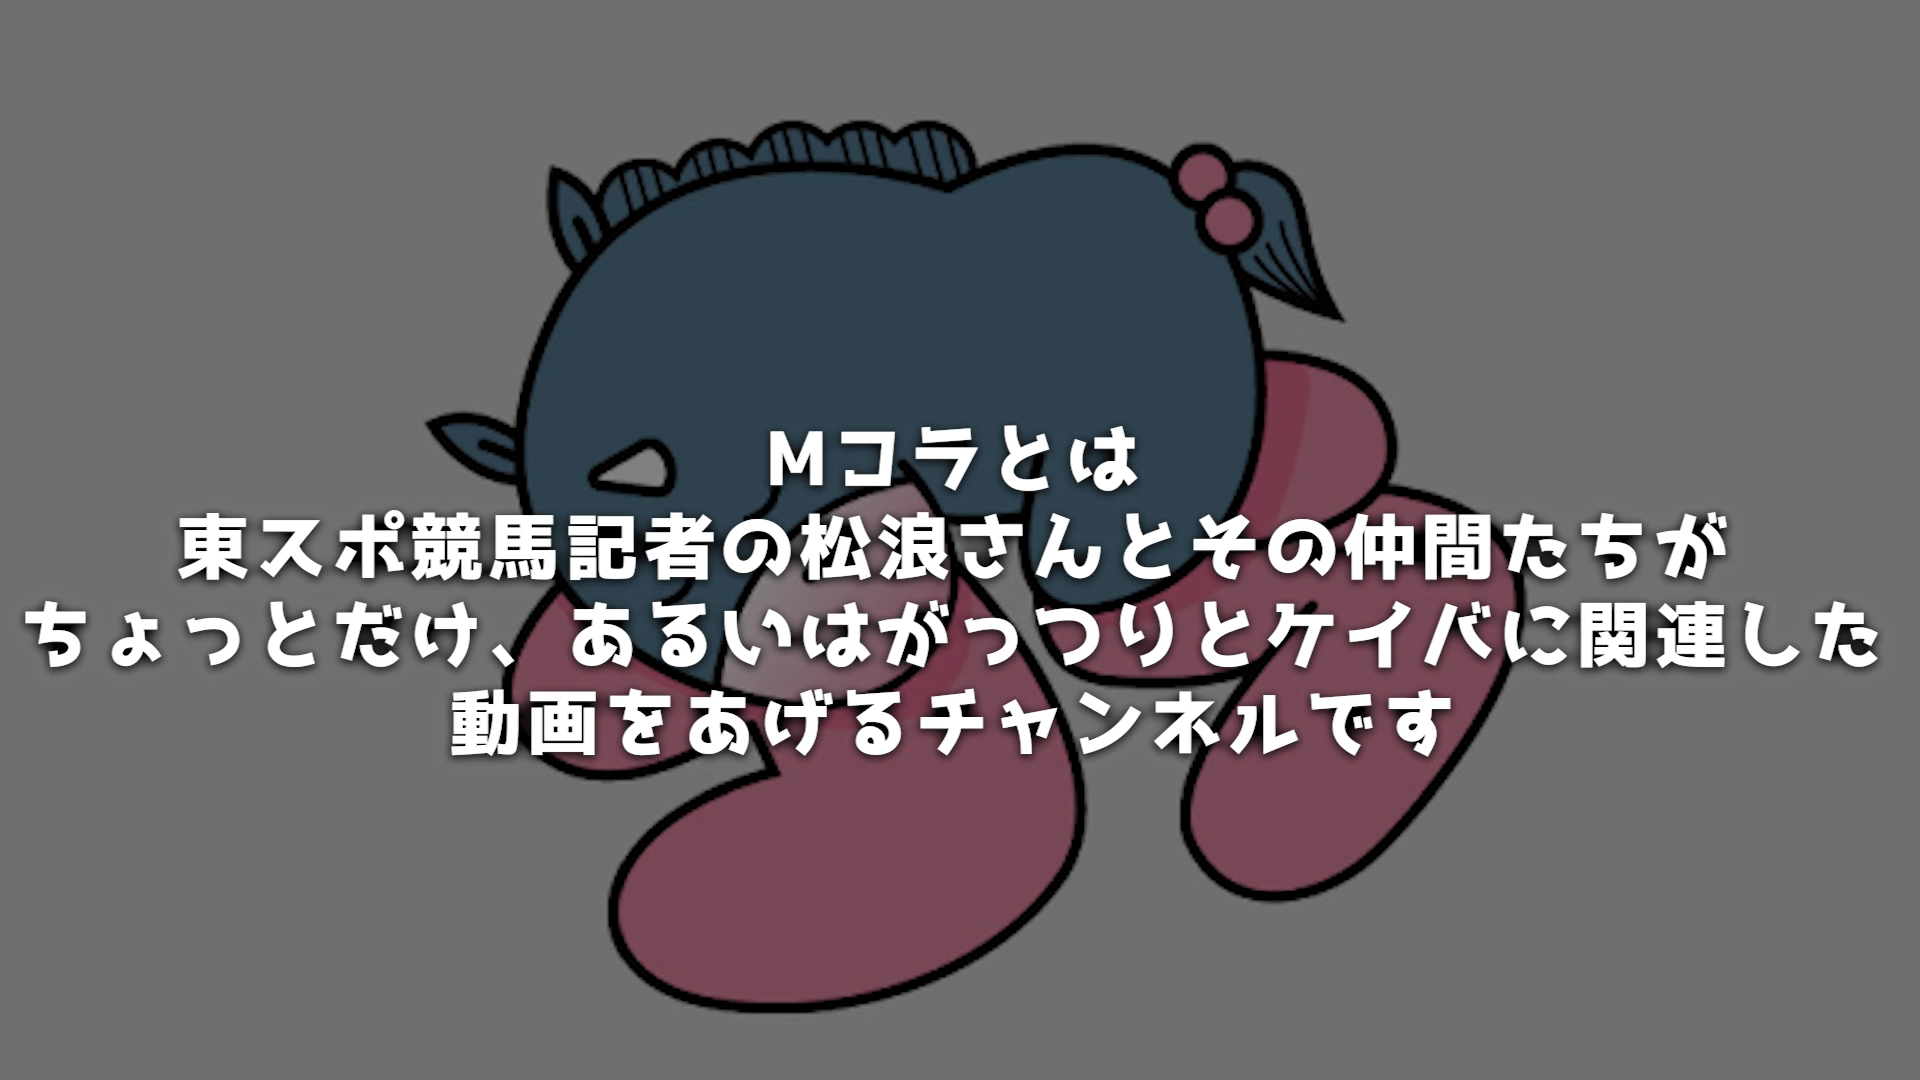 Mコラとは
東スポ競馬記者の松浪さんとその仲間たちが
ちょっとだけ、あるいはがっつりとケイバに関連した
動画をあげるチャンネルです